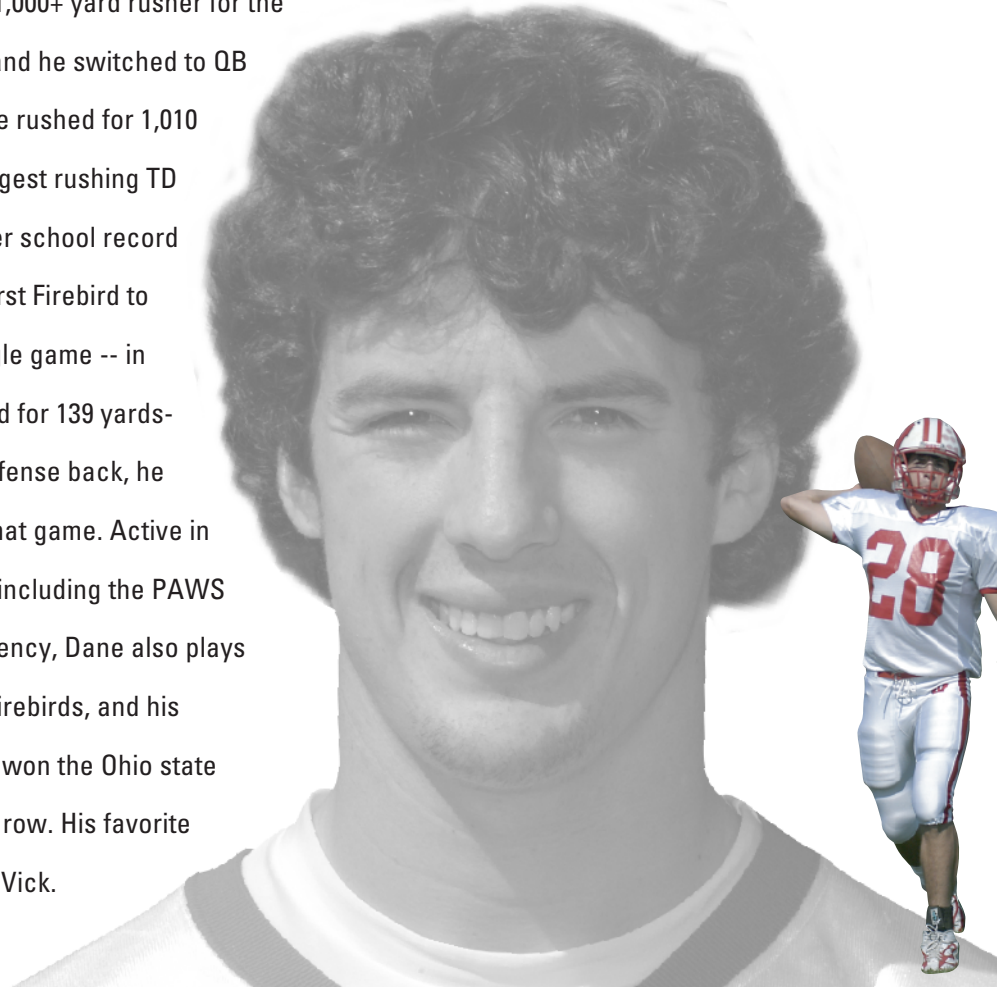 1,000+ yard rusher for the
and he switched to QB
e rushed for 1,010
gest rushing TD
er school record
rst Firebird to
gle game -- in
d for 139 yards-
fense back, he
hat game. Active in
including the PAWS
ency, Dane also plays
irebirds, and his
won the Ohio state
row. His favorite
Vick.
28